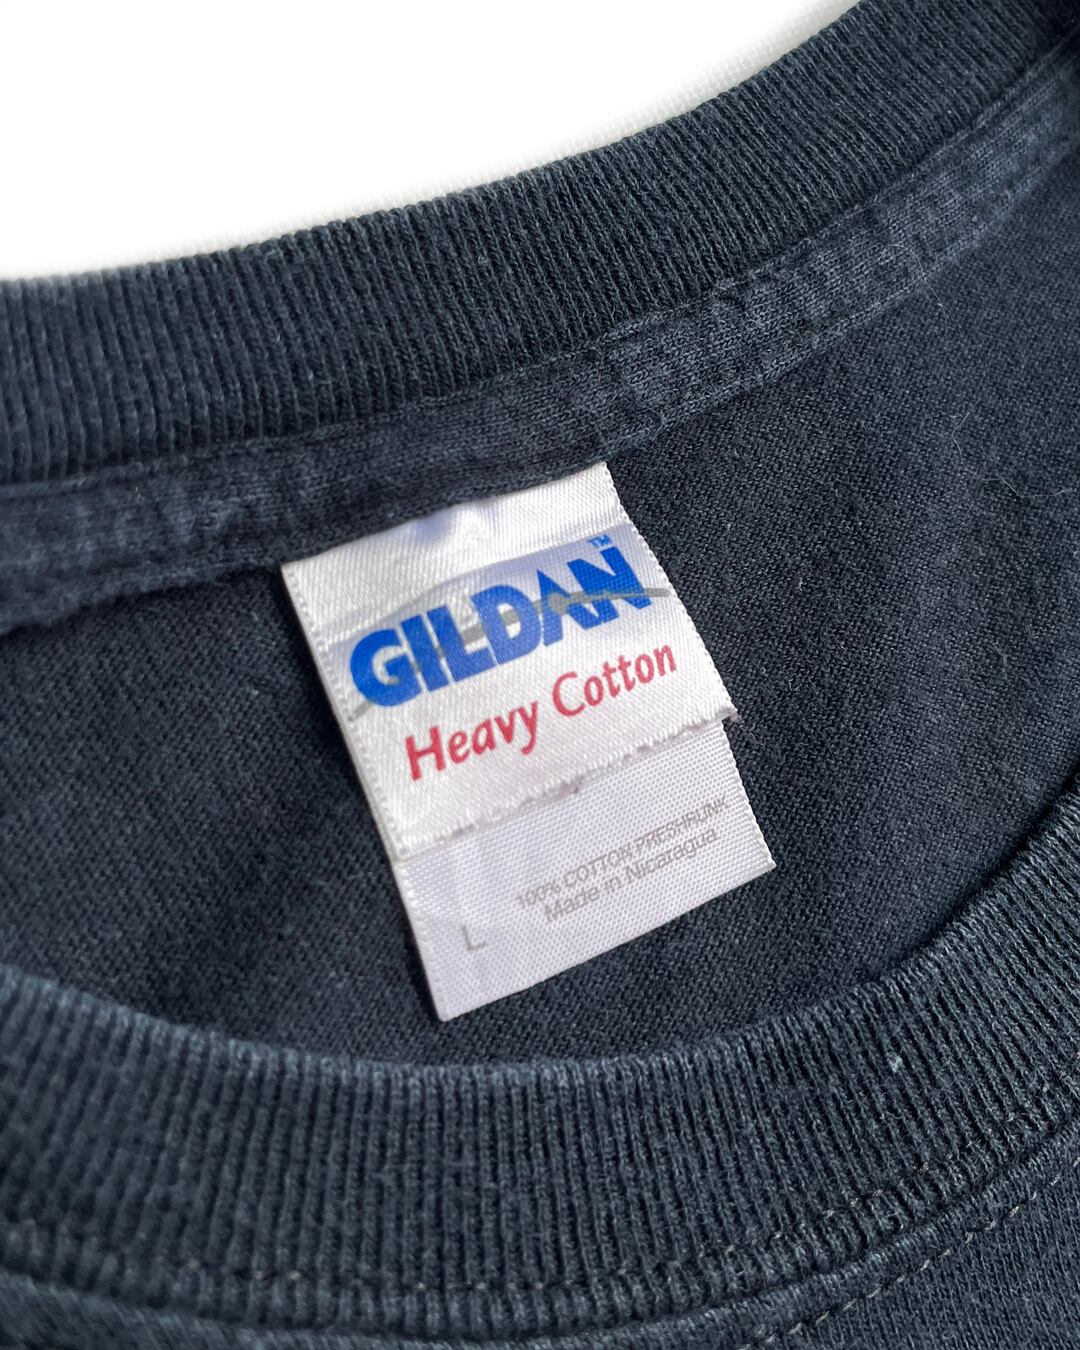 GILDAN™
Heavy Cotton
100% COTTON PRESHRUNK
Made in Nicaragua
L